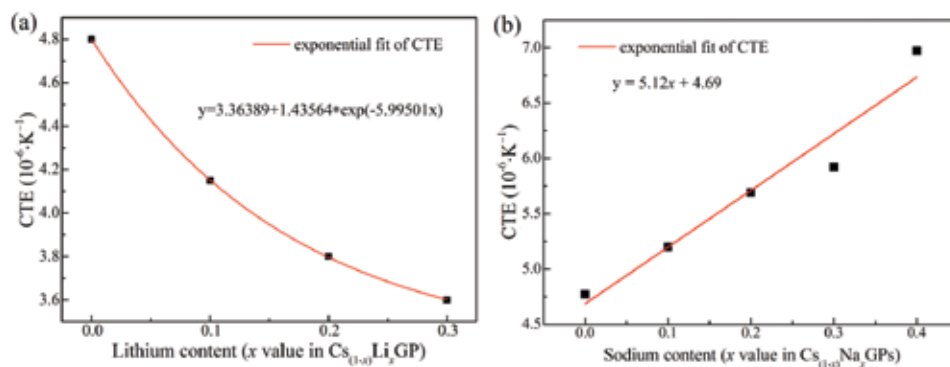 (a)
4.8
4.6
4.4
4.2
4.0
3.8
3.6
CTE (10⁻⁶·K⁻¹)
exponential fit of CTE
y=3.36389+1.43564*exp(-5.99501x)
0.0 0.1 0.2 0.3
Lithium content (x value in Cs₍₁₋ₓ₎LiₓGP)
(b)
7.0
6.5
6.0
5.5
5.0
4.5
CTE (10⁻⁶·K⁻¹)
exponential fit of CTE
y = 5.12x + 4.69
0.0 0.1 0.2 0.3 0.4
Sodium content (x value in Cs₍₁₋ₓ₎NaₓGPs)